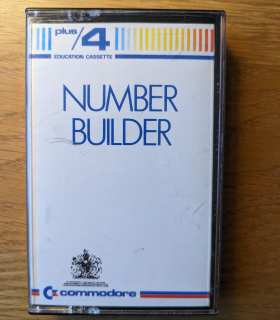 plus/4
EDUCATION CASSETTE
NUMBER
BUILDER
commodore